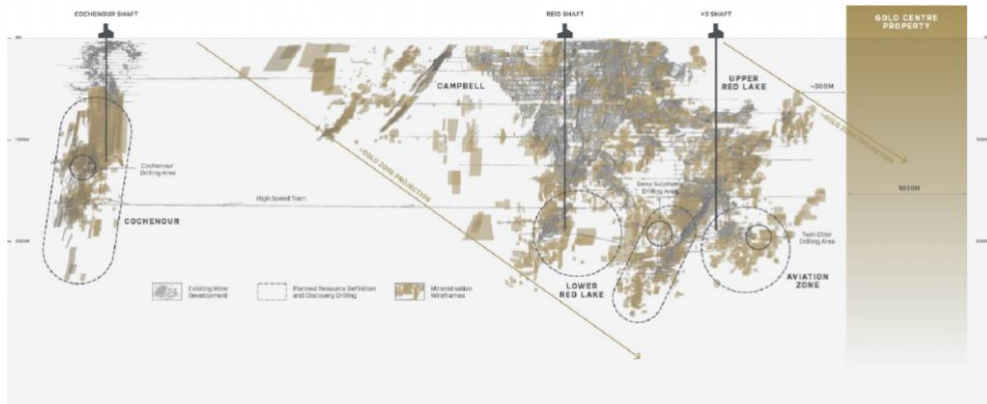 COCHENOUR SHAFT
REID SHAFT
#3 SHAFT
GOLD CENTRE
PROPERTY
CAMPBELL
UPPER
RED LAKE
~300M
~GOLD ZONE PROJECTION
~GOLD ZONE PROJECTION
1000M
Cochenour
Drilling Area
Deep Sulphide
Drilling Area
High Speed Tram
COCHENOUR
Twin Otter
Drilling Area
AVIATION
ZONE
LOWER
RED LAKE
Existing Mine
Development
Planned Resource Definition
and Discovery Drilling
Mineralisation
Wireframes